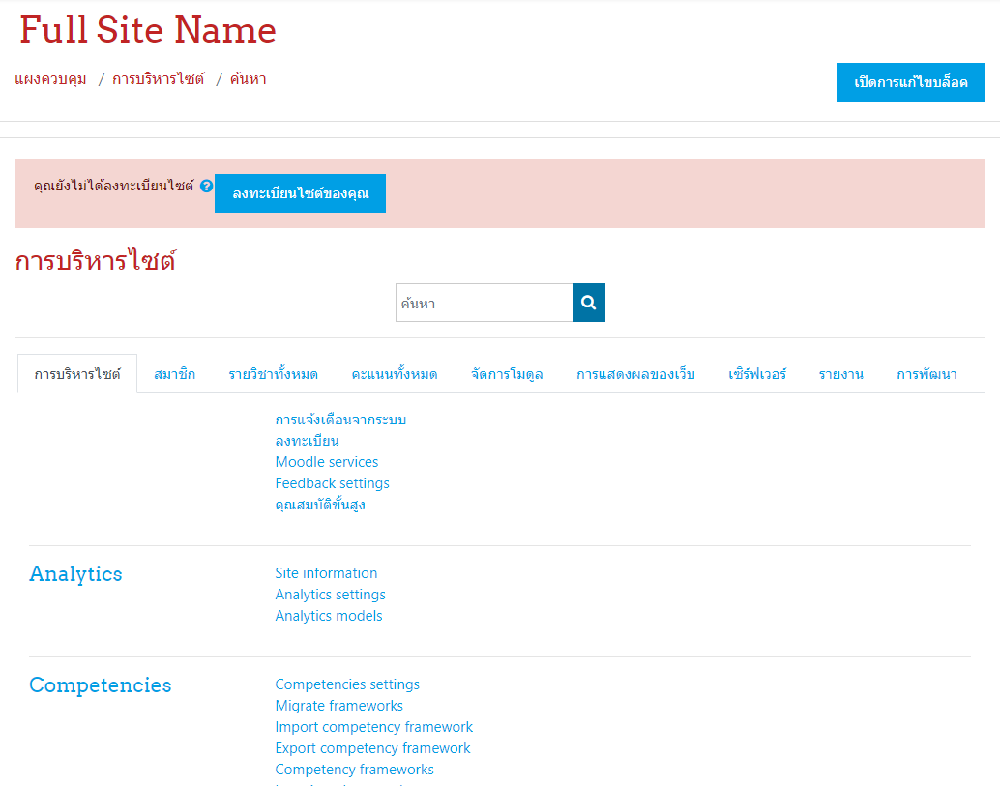 Full Site Name
แผงควบคุม / การบริหารไซต์ / ค้นหา
เปิดการแก้ไขบล็อค
คุณยังไม่ได้ลงทะเบียนไซต์
ลงทะเบียนไซต์ของคุณ
การบริหารไซต์
ค้นหา
การบริหารไซต์ สมาชิก รายวิชาทั้งหมด คะแนนทั้งหมด จัดการโมดูล การแสดงผลของเว็บ เซิร์ฟเวอร์ รายงาน การพัฒนา
การแจ้งเตือนจากระบบ
ลงทะเบียน
Moodle services
Feedback settings
คุณสมบัติขั้นสูง
Analytics
Site information
Analytics settings
Analytics models
Competencies
Competencies settings
Migrate frameworks
Import competency framework
Export competency framework
Competency frameworks